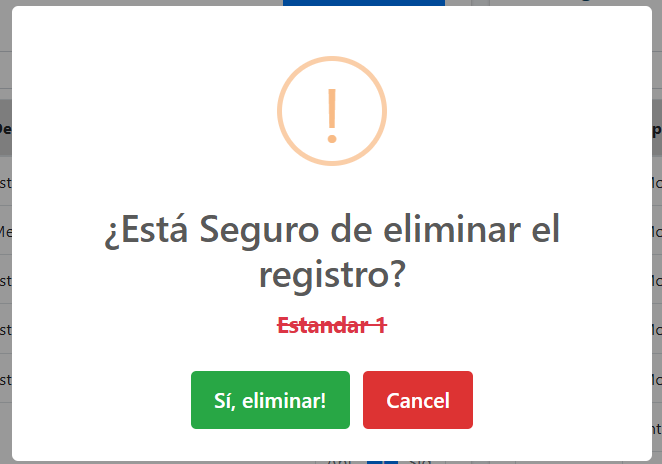 !
¿Está Seguro de eliminar el
registro?
Estandar 1
Sí, eliminar!
Cancel